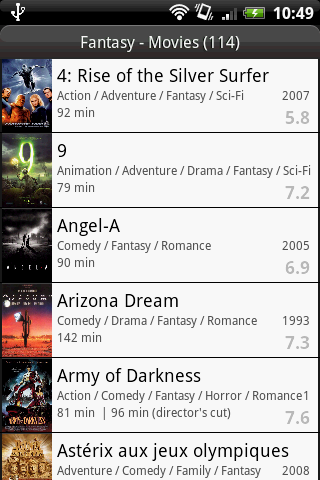 10:49
Fantasy - Movies (114)
4: Rise of the Silver Surfer
Action / Adventure / Fantasy / Sci-Fi 2007
92 min
5.8
9
Animation / Adventure / Drama / Fantasy / Sci-Fi
79 min
7.2
Angel-A
Comedy / Fantasy / Romance 2005
90 min
6.9
Arizona Dream
Comedy / Drama / Fantasy / Romance 1993
142 min
7.3
Army of Darkness
Action / Comedy / Fantasy / Horror / Romance1
81 min | 96 min (director's cut)
7.6
Astérix aux jeux olympiques
Adventure / Comedy / Family / Fantasy 2008